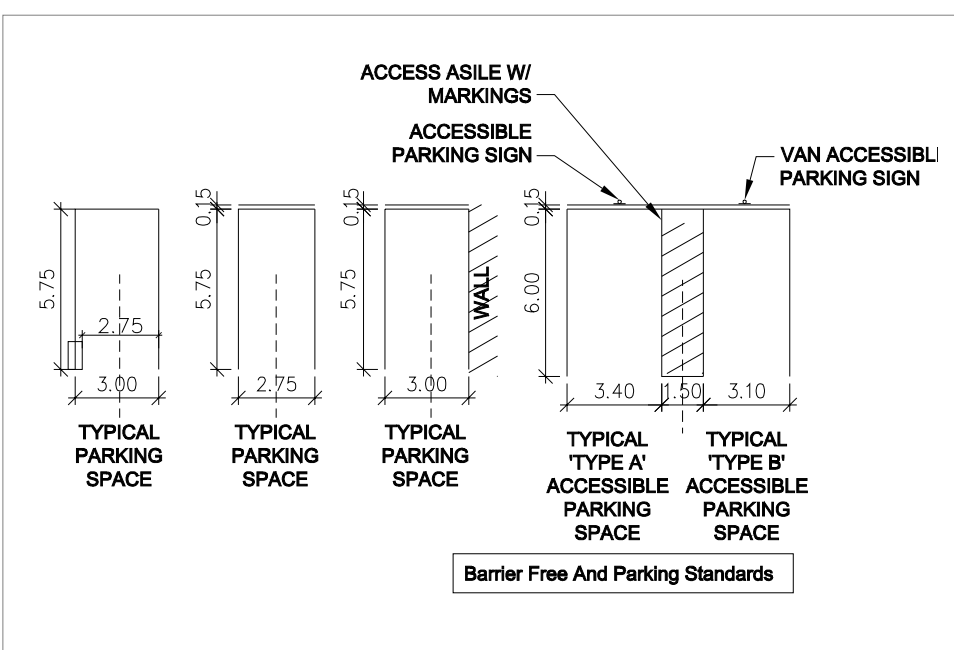 ACCESS ASILE W/
MARKINGS
ACCESSIBLE
PARKING SIGN
VAN ACCESSIBL
PARKING SIGN
5.75
2.75
3.00
TYPICAL
PARKING
SPACE
0.15
5.75
2.75
TYPICAL
PARKING
SPACE
0.15
5.75
WALL
3.00
TYPICAL
PARKING
SPACE
0.15
6.00
3.40
1.50
3.10
TYPICAL
'TYPE A'
ACCESSIBLE
PARKING
SPACE
TYPICAL
'TYPE B'
ACCESSIBLE
PARKING
SPACE
Barrier Free And Parking Standards